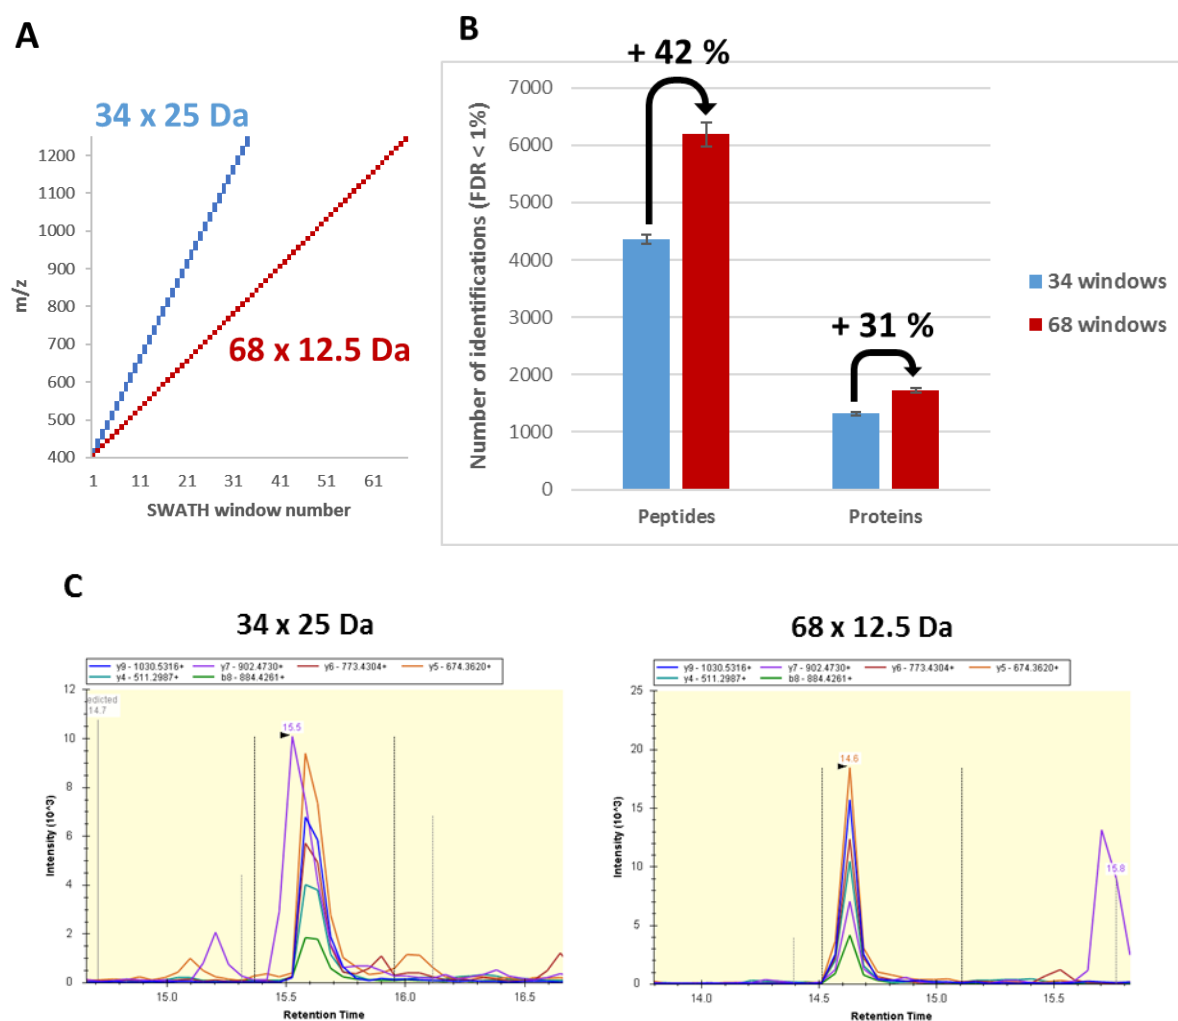 A
34 x 25 Da
68 x 12.5 Da
m/z
1200
1100
1000
900
800
700
600
500
400
1 11 21 31 41 51 61
SWATH window number
B
+ 42 %
+ 31 %
Number of identifications (FDR < 1%)
7000
6000
5000
4000
3000
2000
1000
0
Peptides Proteins
34 windows
68 windows
C
34 x 25 Da
y9 - 1030.5316+ y7 - 902.4730+ y6 - 773.4304+ y5 - 674.3620+
y4 - 511.2987+ b8 - 884.4261+
12
10
8
6
4
2
0
Intensity (10^3)
edicted
14.7
15.5
15.0 15.5 16.0 16.5
Retention Time
68 x 12.5 Da
y9 - 1030.5316+ y7 - 902.4730+ y6 - 773.4304+ y5 - 674.3620+
y4 - 511.2987+ b8 - 884.4261+
25
20
15
10
5
0
Intensity (10^3)
14.6
15.8
14.0 14.5 15.0 15.5
Retention Time